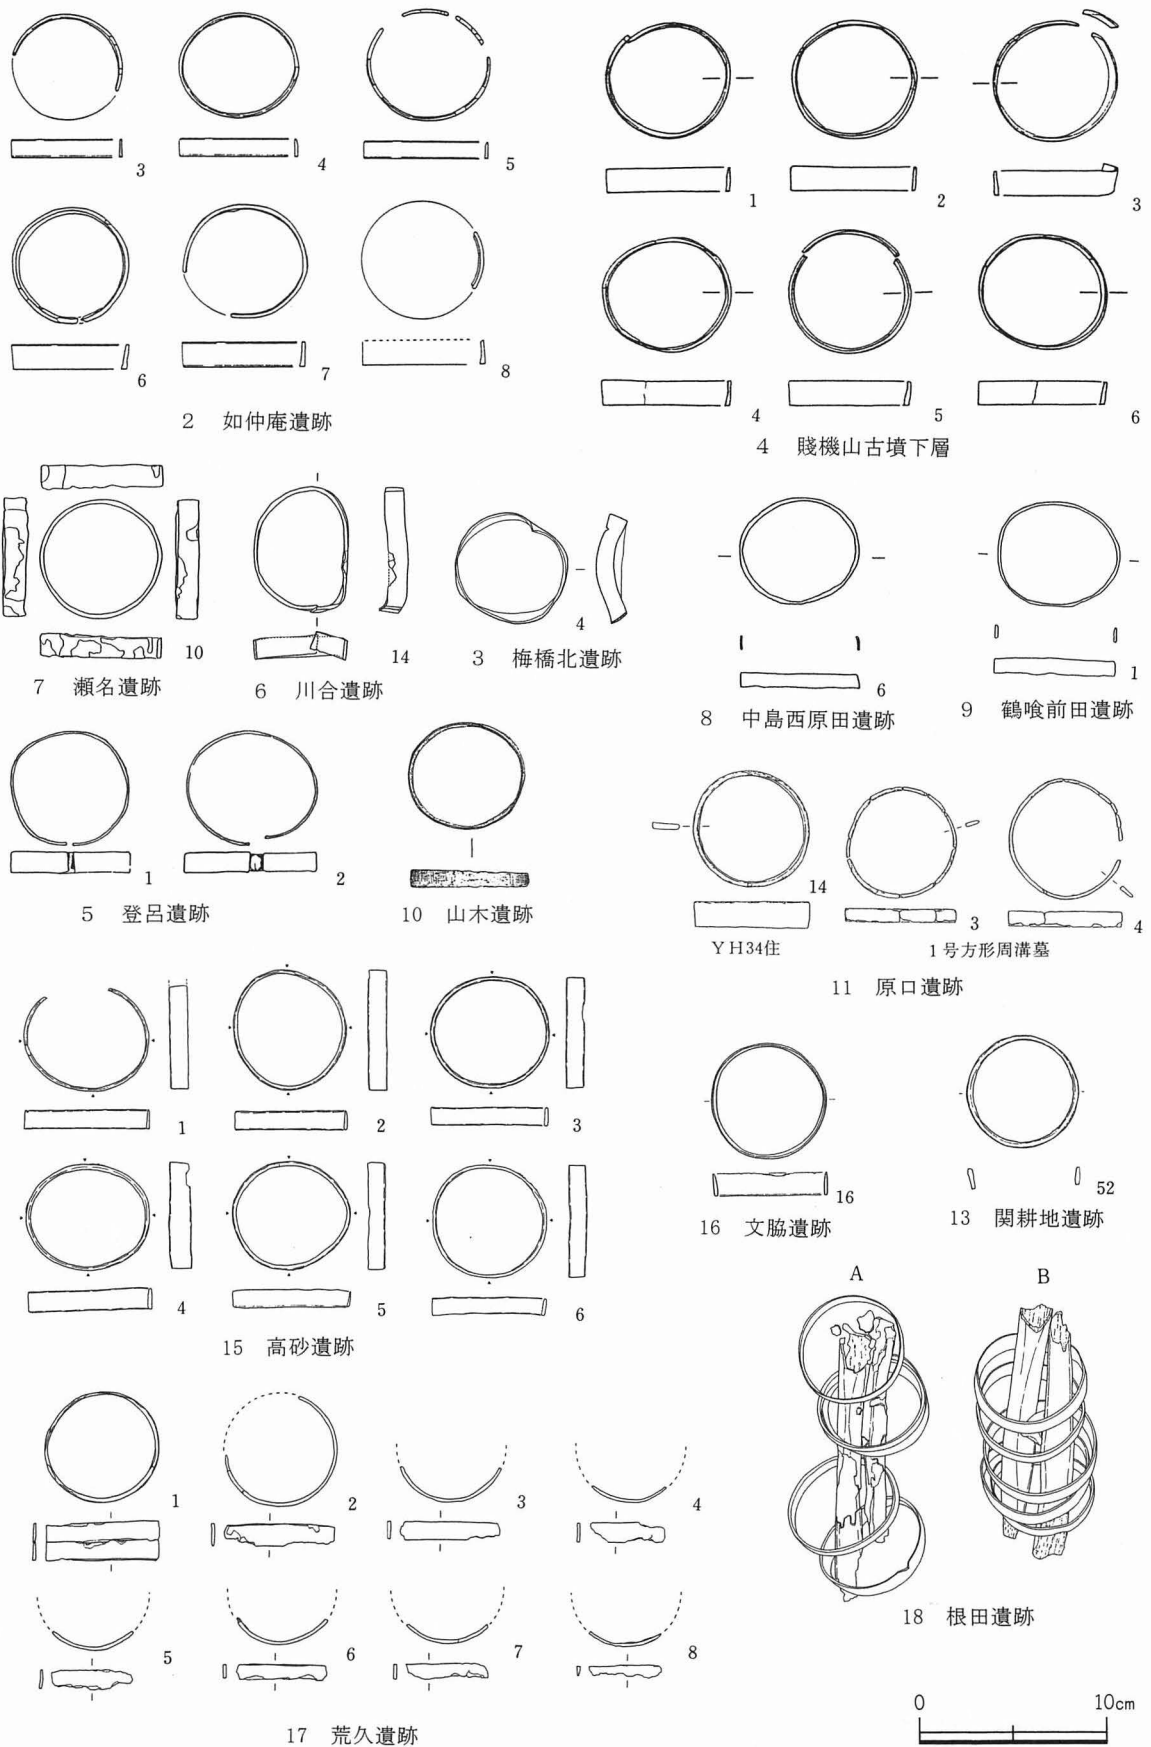 3 4 5
6 7 8
2 如仲庵遺跡
1 2 3
4 5 6
4 賤機山古墳下層
10
7 瀬名遺跡
14
6 川合遺跡
4
3 梅橋北遺跡
6
8 中島西原田遺跡
1
9 鶴喰前田遺跡
1 2
5 登呂遺跡
10 山木遺跡
14 3 4
YH34住 1号方形周溝墓
11 原口遺跡
1 2 3
4 5 6
15 高砂遺跡
16
16 文脇遺跡
52
13 関耕地遺跡
A B
18 根田遺跡
1 2 3 4
5 6 7 8
17 荒久遺跡
0 10cm